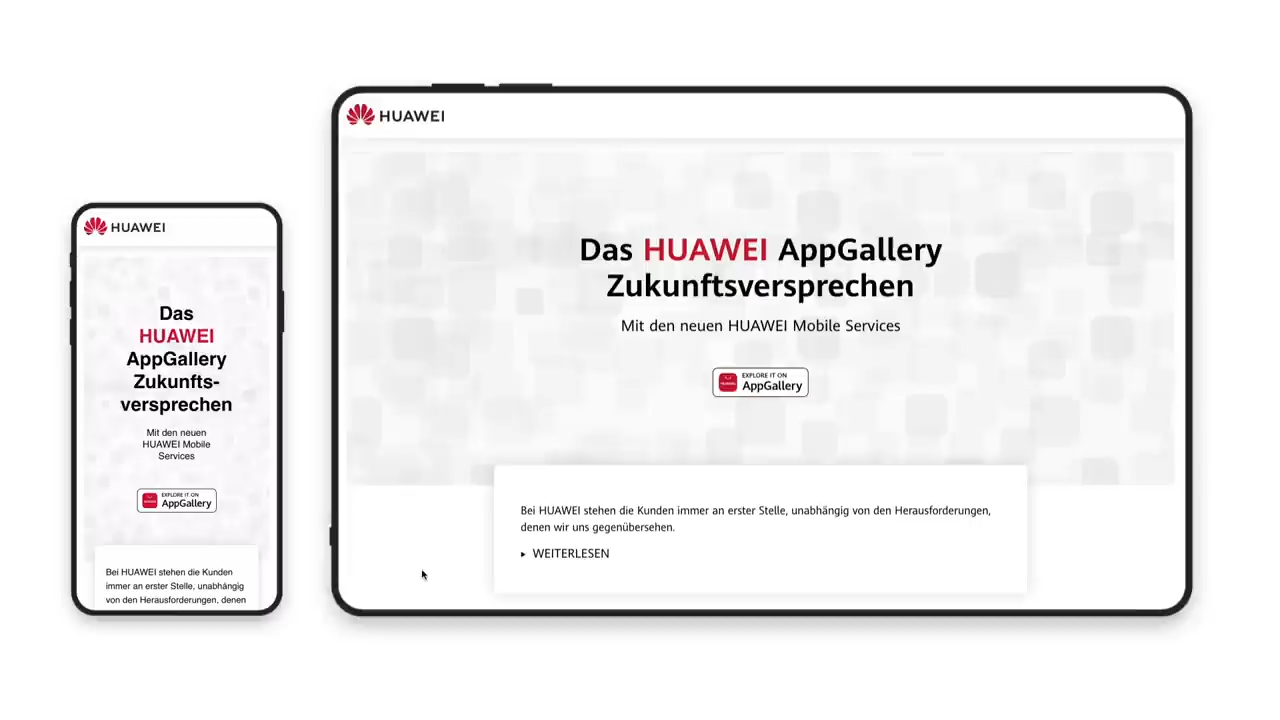 HUAWEI
Das
HUAWEI
AppGallery
Zukunfts-
versprechen
Mit den neuen
HUAWEI Mobile
Services
EXPLORE IT ON
AppGallery
Bei HUAWEI stehen die Kunden
immer an erster Stelle, unabhängig
von den Herausforderungen, denen
HUAWEI
Das HUAWEI AppGallery
Zukunftsversprechen
Mit den neuen HUAWEI Mobile Services
EXPLORE IT ON
AppGallery
Bei HUAWEI stehen die Kunden immer an erster Stelle, unabhängig von den Herausforderungen,
denen wir uns gegenübersehen.
WEITERLESEN